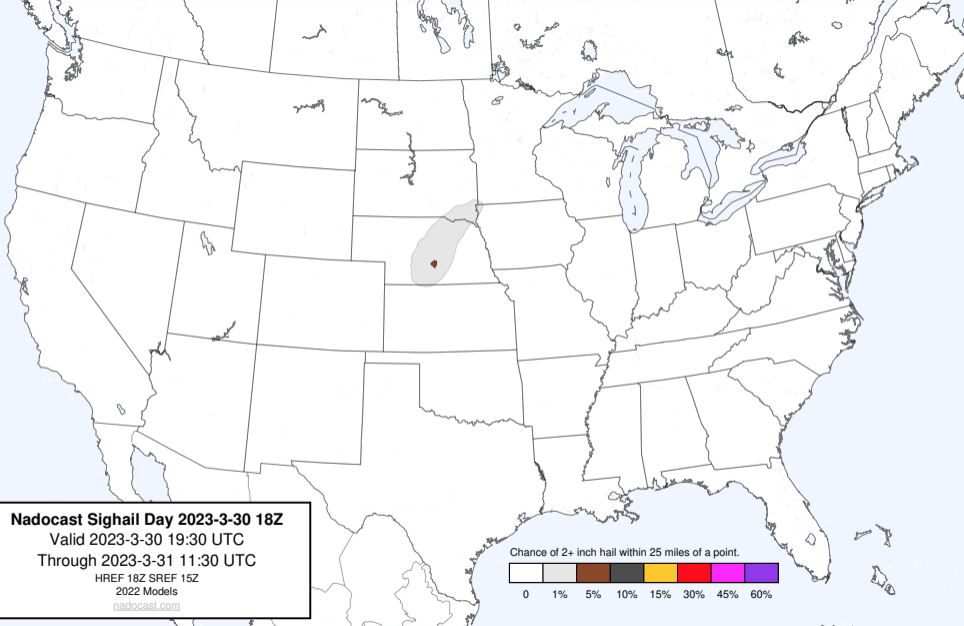 Nadocast Sighail Day 2023-3-30 18Z
Valid 2023-3-30 19:30 UTC
Through 2023-3-31 11:30 UTC
HREF 18Z SREF 15Z
2022 Models
nadocast.com
Chance of 2+ inch hail within 25 miles of a point.
0 1% 5% 10% 15% 30% 45% 60%